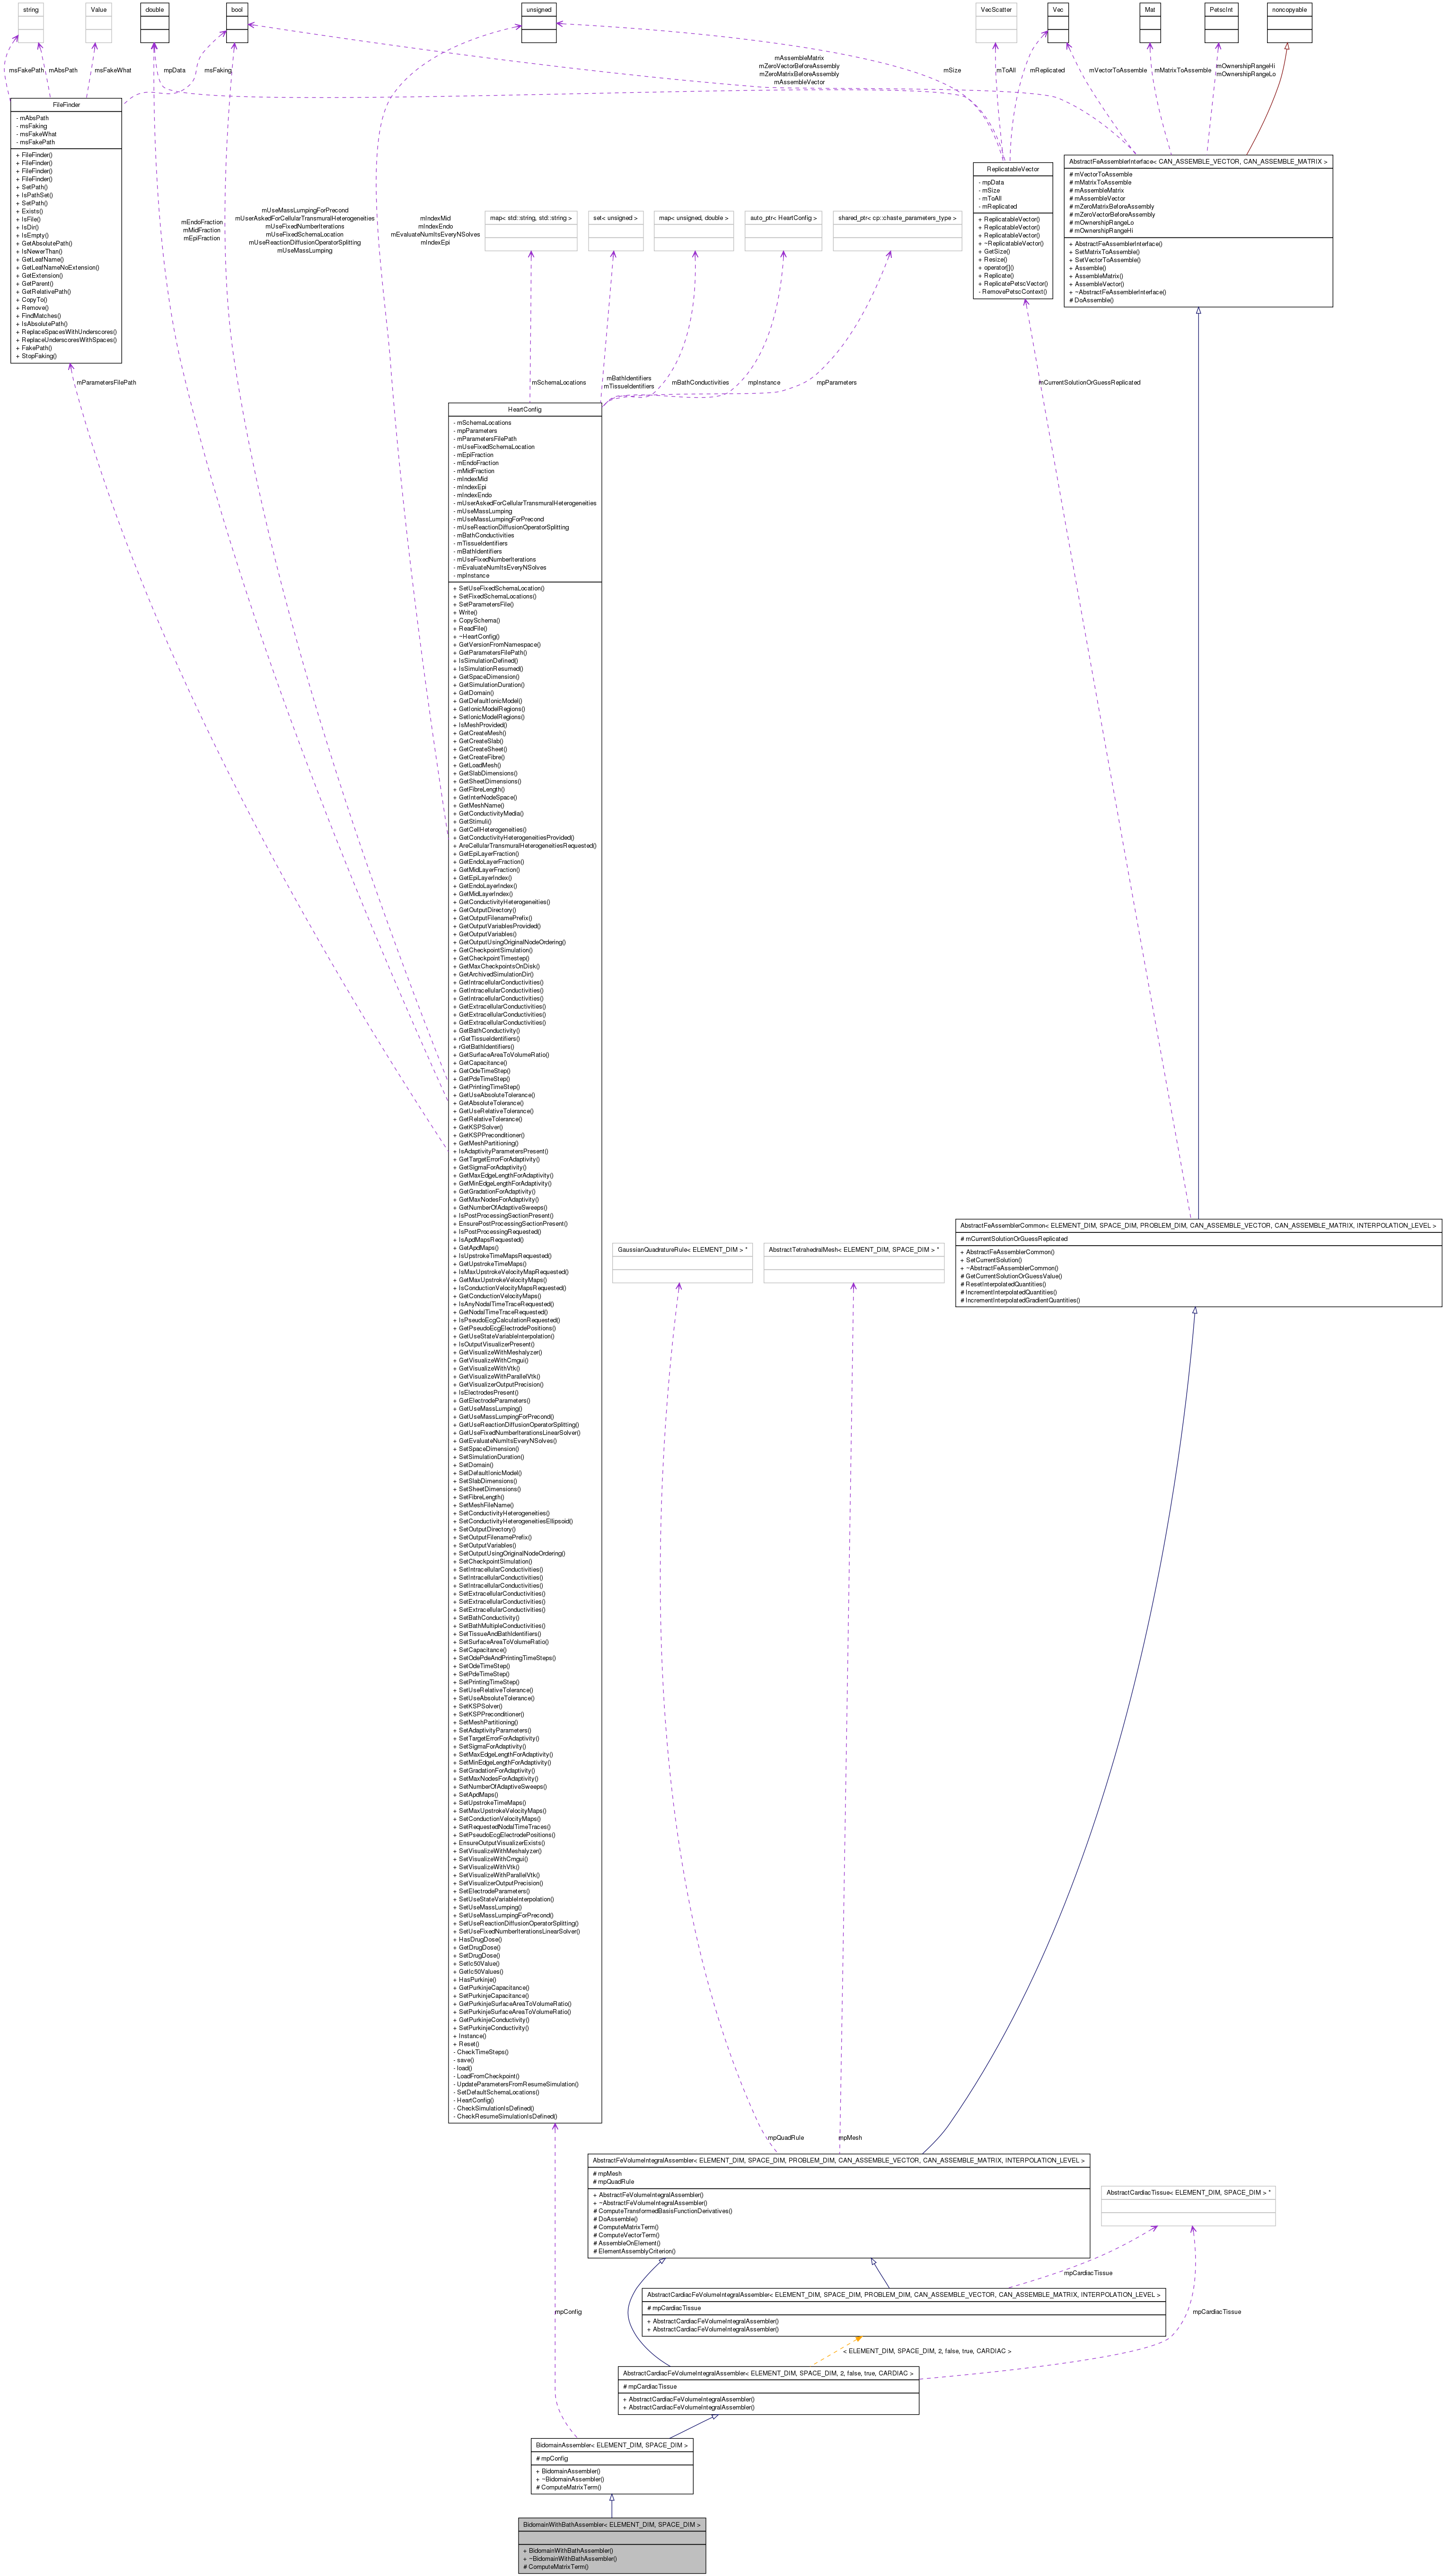 string
Value
double
bool
unsigned
VecScatter
Vec
Mat
PetscInt
noncopyable
msFakePath
mAbsPath
msFakeWhat
mpData
msFaking
mAssembleMatrix
mZeroVectorBeforeAssembly
mZeroMatrixBeforeAssembly
mAssembleVector
mSize
mToAll
mReplicated
mVectorToAssemble
mMatrixToAssemble
mOwnershipRangeHi
mOwnershipRangeLo
FileFinder
- mAbsPath
- msFaking
- msFakeWhat
- msFakePath
+ FileFinder()
+ FileFinder()
+ FileFinder()
+ FileFinder()
+ SetPath()
+ IsPathSet()
+ SetPath()
+ Exists()
+ IsFile()
+ IsDir()
+ IsEmpty()
+ GetAbsolutePath()
+ IsNewerThan()
+ GetLeafName()
+ GetLeafNameNoExtension()
+ GetExtension()
+ GetParent()
+ GetRelativePath()
+ CopyTo()
+ Remove()
+ FindMatches()
+ IsAbsolutePath()
+ ReplaceSpacesWithUnderscores()
+ ReplaceUnderscoresWithSpaces()
+ FakePath()
+ StopFaking()
ReplicatableVector
- mpData
- mSize
- mToAll
- mReplicated
+ ReplicatableVector()
+ ReplicatableVector()
+ ReplicatableVector()
+ ~ReplicatableVector()
+ GetSize()
+ Resize()
+ operator[]()
+ Replicate()
+ ReplicatePetscVector()
- RemovePetscContext()
AbstractFeAssemblerInterface< CAN_ASSEMBLE_VECTOR, CAN_ASSEMBLE_MATRIX >
# mVectorToAssemble
# mMatrixToAssemble
# mAssembleMatrix
# mAssembleVector
# mZeroMatrixBeforeAssembly
# mZeroVectorBeforeAssembly
# mOwnershipRangeLo
# mOwnershipRangeHi
+ AbstractFeAssemblerInterface()
+ SetMatrixToAssemble()
+ SetVectorToAssemble()
+ Assemble()
+ AssembleMatrix()
+ AssembleVector()
+ ~AbstractFeAssemblerInterface()
# DoAssemble()
mEndoFraction
mMidFraction
mEpiFraction
mUseMassLumpingForPrecond
mUserAskedForCellularTransmuralHeterogeneities
mUseFixedNumberIterations
mUseFixedSchemaLocation
mUseReactionDiffusionOperatorSplitting
mUseMassLumping
mIndexMid
mIndexEndo
mEvaluateNumItsEveryNSolves
mIndexEpi
map< std::string, std::string >
set< unsigned >
map< unsigned, double >
auto_ptr< HeartConfig >
shared_ptr< cp::chaste_parameters_type >
mParametersFilePath
mSchemaLocations
mBathIdentifiers
mTissueIdentifiers
mBathConductivities
mpInstance
mpParameters
mCurrentSolutionOrGuessReplicated
HeartConfig
- mSchemaLocations
- mpParameters
- mParametersFilePath
- mUseFixedSchemaLocation
- mEpiFraction
- mEndoFraction
- mMidFraction
- mIndexMid
- mIndexEpi
- mIndexEndo
- mUserAskedForCellularTransmuralHeterogeneities
- mUseMassLumping
- mUseMassLumpingForPrecond
- mUseReactionDiffusionOperatorSplitting
- mBathConductivities
- mTissueIdentifiers
- mBathIdentifiers
- mUseFixedNumberIterations
- mEvaluateNumItsEveryNSolves
- mpInstance
+ SetUseFixedSchemaLocation()
+ SetFixedSchemaLocations()
+ SetParametersFile()
+ Write()
+ CopySchema()
+ ReadFile()
+ ~HeartConfig()
+ GetVersionFromNamespace()
+ GetParametersFilePath()
+ IsSimulationDefined()
+ IsSimulationResumed()
+ GetSpaceDimension()
+ GetSimulationDuration()
+ GetDomain()
+ GetDefaultIonicModel()
+ GetIonicModelRegions()
+ SetIonicModelRegions()
+ IsMeshProvided()
+ GetCreateMesh()
+ GetCreateSlab()
+ GetCreateSheet()
+ GetCreateFibre()
+ GetLoadMesh()
+ GetSlabDimensions()
+ GetSheetDimensions()
+ GetFibreLength()
+ GetInterNodeSpace()
+ GetMeshName()
+ GetConductivityMedia()
+ GetStimuli()
+ GetCellHeterogeneities()
+ GetConductivityHeterogeneitiesProvided()
+ AreCellularTransmuralHeterogeneitiesRequested()
+ GetEpiLayerFraction()
+ GetEndoLayerFraction()
+ GetMidLayerFraction()
+ GetEpiLayerIndex()
+ GetEndoLayerIndex()
+ GetMidLayerIndex()
+ GetConductivityHeterogeneities()
+ GetOutputDirectory()
+ GetOutputFilenamePrefix()
+ GetOutputVariablesProvided()
+ GetOutputVariables()
+ GetOutputUsingOriginalNodeOrdering()
+ GetCheckpointSimulation()
+ GetCheckpointTimestep()
+ GetMaxCheckpointsOnDisk()
+ GetArchivedSimulationDir()
+ GetIntracellularConductivities()
+ GetIntracellularConductivities()
+ GetIntracellularConductivities()
+ GetExtracellularConductivities()
+ GetExtracellularConductivities()
+ GetExtracellularConductivities()
+ GetBathConductivity()
+ rGetTissueIdentifiers()
+ rGetBathIdentifiers()
+ GetSurfaceAreaToVolumeRatio()
+ GetCapacitance()
+ GetOdeTimeStep()
+ GetPdeTimeStep()
+ GetPrintingTimeStep()
+ GetUseAbsoluteTolerance()
+ GetAbsoluteTolerance()
+ GetUseRelativeTolerance()
+ GetRelativeTolerance()
+ GetKSPSolver()
+ GetKSPPreconditioner()
+ GetMeshPartitioning()
+ IsAdaptivityParametersPresent()
+ GetTargetErrorForAdaptivity()
+ GetSigmaForAdaptivity()
+ GetMaxEdgeLengthForAdaptivity()
+ GetMinEdgeLengthForAdaptivity()
+ GetGradationForAdaptivity()
+ GetMaxNodesForAdaptivity()
+ GetNumberOfAdaptiveSweeps()
+ IsPostProcessingSectionPresent()
+ EnsurePostProcessingSectionPresent()
+ IsPostProcessingRequested()
+ IsApdMapsRequested()
+ GetApdMaps()
+ IsUpstrokeTimeMapsRequested()
+ GetUpstrokeTimeMaps()
+ IsMaxUpstrokeVelocityMapRequested()
+ GetMaxUpstrokeVelocityMaps()
+ IsConductionVelocityMapsRequested()
+ GetConductionVelocityMaps()
+ IsAnyNodalTimeTraceRequested()
+ GetNodalTimeTraceRequested()
+ IsPseudoEcgCalculationRequested()
+ GetPseudoEcgElectrodePositions()
+ GetUseStateVariableInterpolation()
+ IsOutputVisualizerPresent()
+ GetVisualizeWithMeshalyzer()
+ GetVisualizeWithCmgui()
+ GetVisualizeWithVtk()
+ GetVisualizeWithParallelVtk()
+ GetVisualizerOutputPrecision()
+ IsElectrodesPresent()
+ GetElectrodeParameters()
+ GetUseMassLumping()
+ GetUseMassLumpingForPrecond()
+ GetUseReactionDiffusionOperatorSplitting()
+ GetUseFixedNumberIterationsLinearSolver()
+ GetEvaluateNumItsEveryNSolves()
+ SetSpaceDimension()
+ SetSimulationDuration()
+ SetDomain()
+ SetDefaultIonicModel()
+ SetSlabDimensions()
+ SetSheetDimensions()
+ SetFibreLength()
+ SetMeshFileName()
+ SetConductivityHeterogeneities()
+ SetConductivityHeterogeneitiesEllipsoid()
+ SetOutputDirectory()
+ SetOutputFilenamePrefix()
+ SetOutputVariables()
+ SetOutputUsingOriginalNodeOrdering()
+ SetCheckpointSimulation()
+ SetIntracellularConductivities()
+ SetIntracellularConductivities()
+ SetIntracellularConductivities()
+ SetExtracellularConductivities()
+ SetExtracellularConductivities()
+ SetExtracellularConductivities()
+ SetBathConductivity()
+ SetBathMultipleConductivities()
+ SetTissueAndBathIdentifiers()
+ SetSurfaceAreaToVolumeRatio()
+ SetCapacitance()
+ SetOdePdeAndPrintingTimeSteps()
+ SetOdeTimeStep()
+ SetPdeTimeStep()
+ SetPrintingTimeStep()
+ SetUseRelativeTolerance()
+ SetUseAbsoluteTolerance()
+ SetKSPSolver()
+ SetKSPPreconditioner()
+ SetMeshPartitioning()
+ SetAdaptivityParameters()
+ SetTargetErrorForAdaptivity()
+ SetSigmaForAdaptivity()
+ SetMaxEdgeLengthForAdaptivity()
+ SetMinEdgeLengthForAdaptivity()
+ SetGradationForAdaptivity()
+ SetMaxNodesForAdaptivity()
+ SetNumberOfAdaptiveSweeps()
+ SetApdMaps()
+ SetUpstrokeTimeMaps()
+ SetMaxUpstrokeVelocityMaps()
+ SetConductionVelocityMaps()
+ SetRequestedNodalTimeTraces()
+ SetPseudoEcgElectrodePositions()
+ EnsureOutputVisualizerExists()
+ SetVisualizeWithMeshalyzer()
+ SetVisualizeWithCmgui()
+ SetVisualizeWithVtk()
+ SetVisualizeWithParallelVtk()
+ SetVisualizerOutputPrecision()
+ SetElectrodeParameters()
+ SetUseStateVariableInterpolation()
+ SetUseMassLumping()
+ SetUseMassLumpingForPrecond()
+ SetUseReactionDiffusionOperatorSplitting()
+ SetUseFixedNumberIterationsLinearSolver()
+ HasDrugDose()
+ GetDrugDose()
+ SetDrugDose()
+ SetIc50Value()
+ GetIc50Values()
+ HasPurkinje()
+ GetPurkinjeCapacitance()
+ SetPurkinjeCapacitance()
+ GetPurkinjeSurfaceAreaToVolumeRatio()
+ SetPurkinjeSurfaceAreaToVolumeRatio()
+ GetPurkinjeConductivity()
+ SetPurkinjeConductivity()
+ Instance()
+ Reset()
- CheckTimeSteps()
- save()
- load()
- LoadFromCheckpoint()
- UpdateParametersFromResumeSimulation()
- SetDefaultSchemaLocations()
- HeartConfig()
- CheckSimulationIsDefined()
- CheckResumeSimulationIsDefined()
AbstractFeAssemblerCommon< ELEMENT_DIM, SPACE_DIM, PROBLEM_DIM, CAN_ASSEMBLE_VECTOR, CAN_ASSEMBLE_MATRIX, INTERPOLATION_LEVEL >
# mCurrentSolutionOrGuessReplicated
+ AbstractFeAssemblerCommon()
+ SetCurrentSolution()
+ ~AbstractFeAssemblerCommon()
# GetCurrentSolutionOrGuessValue()
# ResetInterpolatedQuantities()
# IncrementInterpolatedQuantities()
# IncrementInterpolatedGradientQuantities()
GaussianQuadratureRule< ELEMENT_DIM > *
AbstractTetrahedralMesh< ELEMENT_DIM, SPACE_DIM > *
mpQuadRule
mpMesh
AbstractFeVolumeIntegralAssembler< ELEMENT_DIM, SPACE_DIM, PROBLEM_DIM, CAN_ASSEMBLE_VECTOR, CAN_ASSEMBLE_MATRIX, INTERPOLATION_LEVEL >
# mpMesh
# mpQuadRule
+ AbstractFeVolumeIntegralAssembler()
+ ~AbstractFeVolumeIntegralAssembler()
# ComputeTransformedBasisFunctionDerivatives()
# DoAssemble()
# ComputeMatrixTerm()
# ComputeVectorTerm()
# AssembleOnElement()
# ElementAssemblyCriterion()
AbstractCardiacTissue< ELEMENT_DIM, SPACE_DIM > *
mpCardiacTissue
AbstractCardiacFeVolumeIntegralAssembler< ELEMENT_DIM, SPACE_DIM, PROBLEM_DIM, CAN_ASSEMBLE_VECTOR, CAN_ASSEMBLE_MATRIX, INTERPOLATION_LEVEL >
# mpCardiacTissue
+ AbstractCardiacFeVolumeIntegralAssembler()
+ AbstractCardiacFeVolumeIntegralAssembler()
mpConfig
mpCardiacTissue
< ELEMENT_DIM, SPACE_DIM, 2, false, true, CARDIAC >
AbstractCardiacFeVolumeIntegralAssembler< ELEMENT_DIM, SPACE_DIM, 2, false, true, CARDIAC >
# mpCardiacTissue
+ AbstractCardiacFeVolumeIntegralAssembler()
+ AbstractCardiacFeVolumeIntegralAssembler()
BidomainAssembler< ELEMENT_DIM, SPACE_DIM >
# mpConfig
+ BidomainAssembler()
+ ~BidomainAssembler()
# ComputeMatrixTerm()
BidomainWithBathAssembler< ELEMENT_DIM, SPACE_DIM >
+ BidomainWithBathAssembler()
+ ~BidomainWithBathAssembler()
# ComputeMatrixTerm()